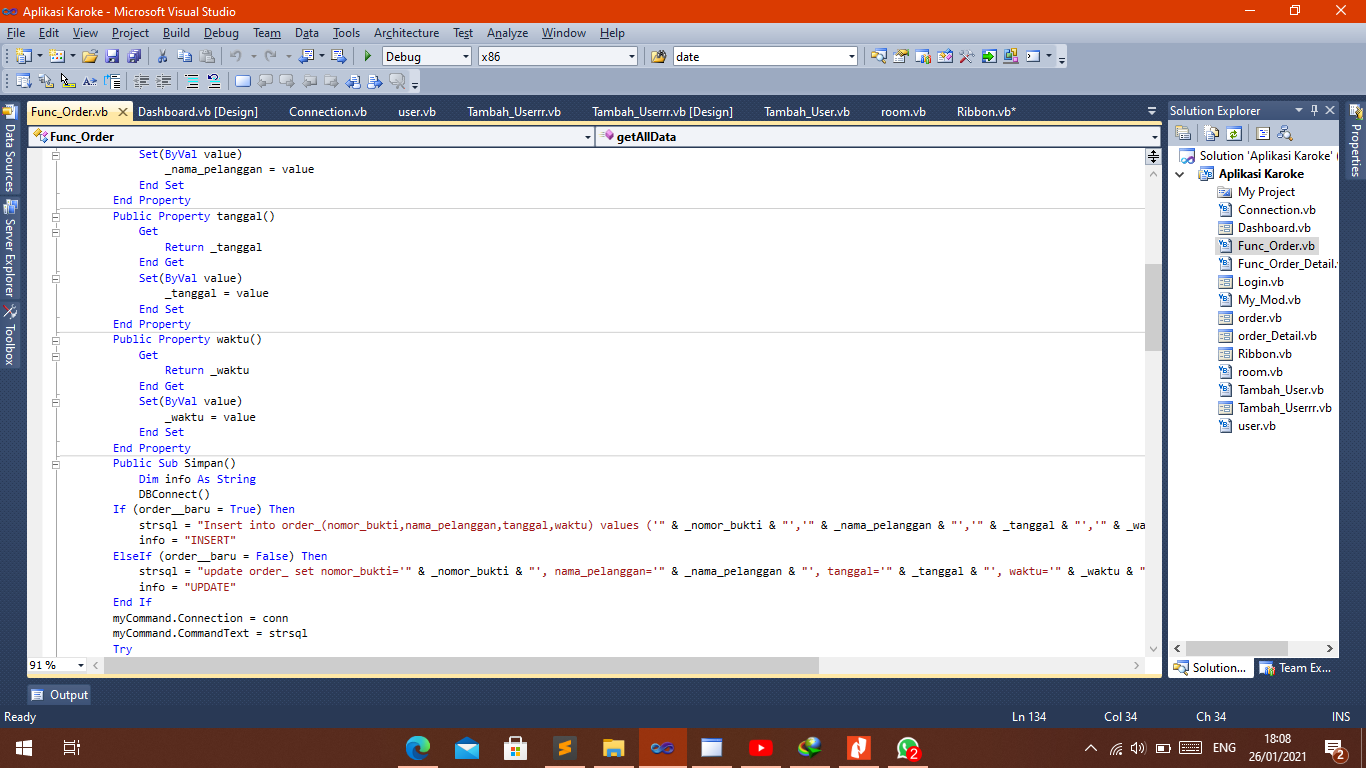 Aplikasi Karoke - Microsoft Visual Studio
File Edit View Project Build Debug Team Data Tools Architecture Test Analyze Window Help
Debug x86 date
Func_Order.vb Dashboard.vb [Design] Connection.vb user.vb Tambah_Userrr.vb Tambah_Userrr.vb [Design] Tambah_User.vb room.vb Ribbon.vb*
Func_Order getAllData
Data Sources
Server Explorer
Toolbox
Set(ByVal value)
_nama_pelanggan = value
End Set
End Property
Public Property tanggal()
Get
Return _tanggal
End Get
Set(ByVal value)
_tanggal = value
End Set
End Property
Public Property waktu()
Get
Return _waktu
End Get
Set(ByVal value)
_waktu = value
End Set
End Property
Public Sub Simpan()
Dim info As String
DBConnect()
If (order__baru = True) Then
strsql = "Insert into order_(nomor_bukti,nama_pelanggan,tanggal,waktu) values ('" & _nomor_bukti & "','" & _nama_pelanggan & "','" & _tanggal & "','" & _wa
info = "INSERT"
ElseIf (order__baru = False) Then
strsql = "update order_ set nomor_bukti='" & _nomor_bukti & "', nama_pelanggan='" & _nama_pelanggan & "', tanggal='" & _tanggal & "', waktu='" & _waktu & "
info = "UPDATE"
End If
myCommand.Connection = conn
myCommand.CommandText = strsql
Try
91 %
Solution Explorer
Solution 'Aplikasi Karoke' (
Aplikasi Karoke
My Project
Connection.vb
Dashboard.vb
Func_Order.vb
Func_Order_Detail.
Login.vb
My_Mod.vb
order.vb
order_Detail.vb
Ribbon.vb
room.vb
Tambah_User.vb
Tambah_Userrr.vb
user.vb
Solution... Team Ex...
Properties
Output
Ready Ln 134 Col 34 Ch 34 INS
2 ENG 18:08
26/01/2021 2